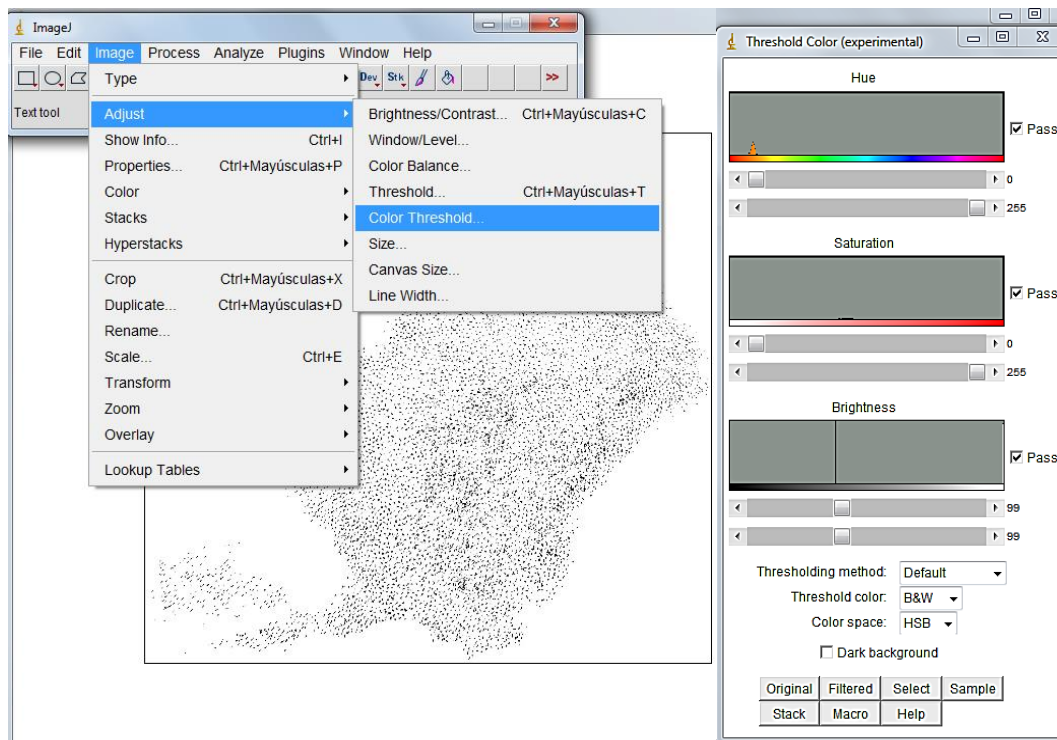 ImageJ
File Edit Image Process Analyze Plugins Window Help
Dev Stk >>
Text tool
Type
Adjust
Show Info... Ctrl+I
Properties... Ctrl+Mayúsculas+P
Color
Stacks
Hyperstacks
Crop Ctrl+Mayúsculas+X
Duplicate... Ctrl+Mayúsculas+D
Rename...
Scale... Ctrl+E
Transform
Zoom
Overlay
Lookup Tables
Brightness/Contrast... Ctrl+Mayúsculas+C
Window/Level...
Color Balance...
Threshold... Ctrl+Mayúsculas+T
Color Threshold...
Size...
Canvas Size...
Line Width...
Threshold Color (experimental)
Hue
Pass
0
255
Saturation
Pass
0
255
Brightness
Pass
99
99
Thresholding method: Default
Threshold color: B&W
Color space: HSB
Dark background
Original Filtered Select Sample
Stack Macro Help